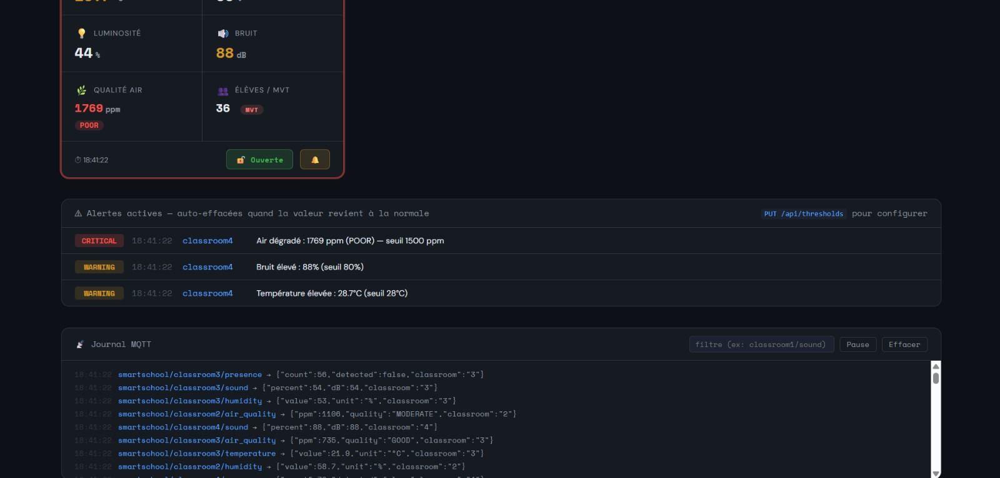 LUMINOSITÉ
BRUIT
44 %
88 dB
QUALITÉ AIR
ÉLÈVES / MVT
1769 ppm
36 MVT
POOR
18:41:22
Ouverte
Alertes actives — auto-effacées quand la valeur revient à la normale
PUT /api/thresholds pour configurer
CRITICAL 18:41:22 classroom4 Air dégradé : 1769 ppm (POOR) — seuil 1500 ppm
WARNING 18:41:22 classroom4 Bruit élevé : 88% (seuil 80%)
WARNING 18:41:22 classroom4 Température élevée : 28.7°C (seuil 28°C)
Journal MQTT
filtre (ex: classroom1/sound)
Pause
Effacer
18:41:22 smartschool/classroom3/presence → {"count":56,"detected":false,"classroom":"3"}
18:41:22 smartschool/classroom3/sound → {"percent":54,"dB":54,"classroom":"3"}
18:41:22 smartschool/classroom3/humidity → {"value":53,"unit":"%","classroom":"3"}
18:41:22 smartschool/classroom2/air_quality → {"ppm":1106,"quality":"MODERATE","classroom":"2"}
18:41:22 smartschool/classroom4/sound → {"percent":88,"dB":88,"classroom":"4"}
18:41:22 smartschool/classroom3/air_quality → {"ppm":735,"quality":"GOOD","classroom":"3"}
18:41:22 smartschool/classroom3/temperature → {"value":21.9,"unit":"°C","classroom":"3"}
18:41:22 smartschool/classroom2/humidity → {"value":58.7,"unit":"%","classroom":"2"}